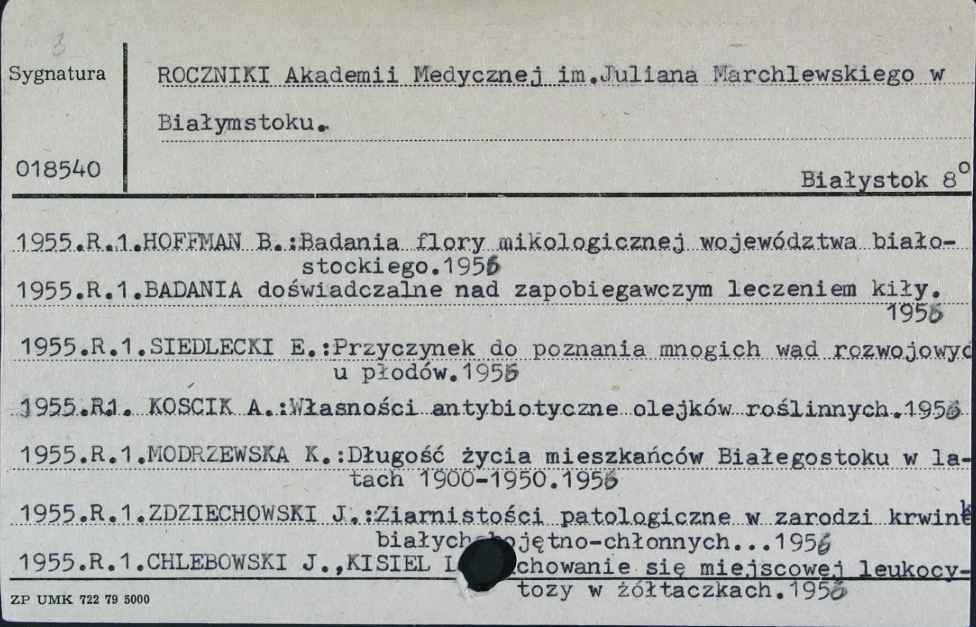 3
Sygnatura
ROCZNIKI Akademii Medycznej im.Juliana Marchlewskiego w
Białymstoku.
018540
Białystok 8°
1955.R.1.HOFFMAN B.:Badania flory mikologicznej województwa biało-
stockiego.1956
1955.R.1.BADANIA doświadczalne nad zapobiegawczym leczeniem kiły.
1956
1955.R.1.SIEDLECKI E.:Przyczynek do poznania mnogich wad rozwojowyc
u płodów.1956
1955.R1. KOSCIK A.:Własności antybiotyczne olejków roślinnych.1956
1955.R.1.MODRZEWSKA K.:Długość życia mieszkańców Białegostoku w la-
tach 1900-1950.1956
1955.R.1.ZDZIECHOWSKI J.:Ziarnistości patologiczne w zarodzi
białych ojętno-chłonnych...1956
1955.R.1.CHLEBOWSKI J.,KISIEL chowanie się miejscowej leukocy-
tozy w żółtaczkach.1956
ZP UMK 722 79 5000